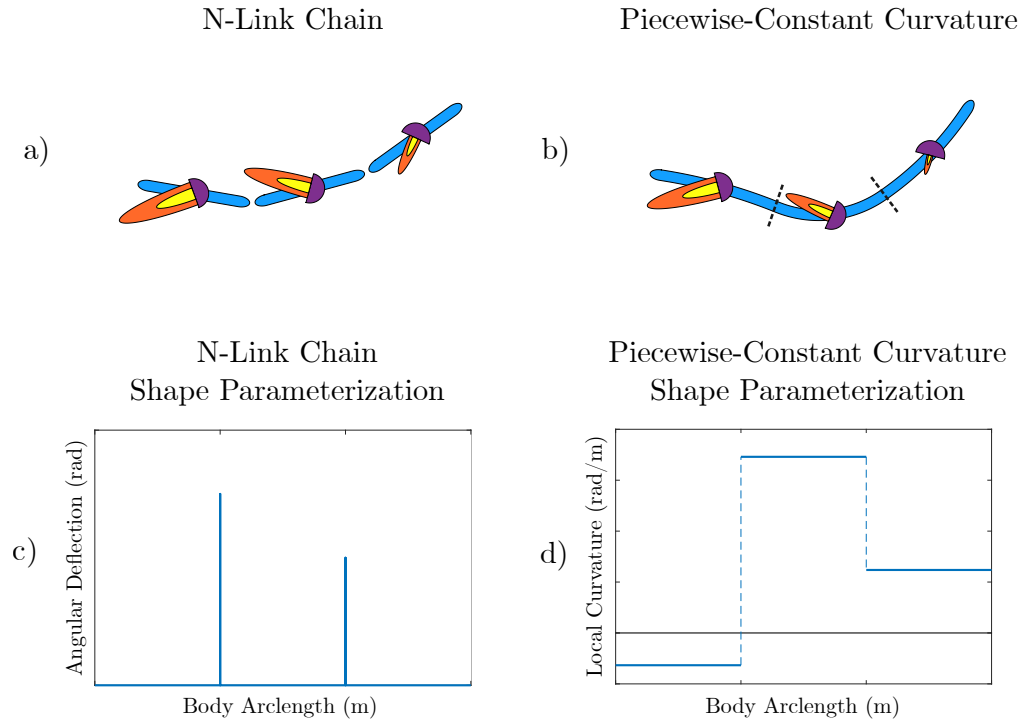 N-Link Chain
Piecewise-Constant Curvature
a)
b)
N-Link Chain
Shape Parameterization
Piecewise-Constant Curvature
Shape Parameterization
c)
Angular Deflection (rad)
Body Arclength (m)
d)
Local Curvature (rad/m)
Body Arclength (m)